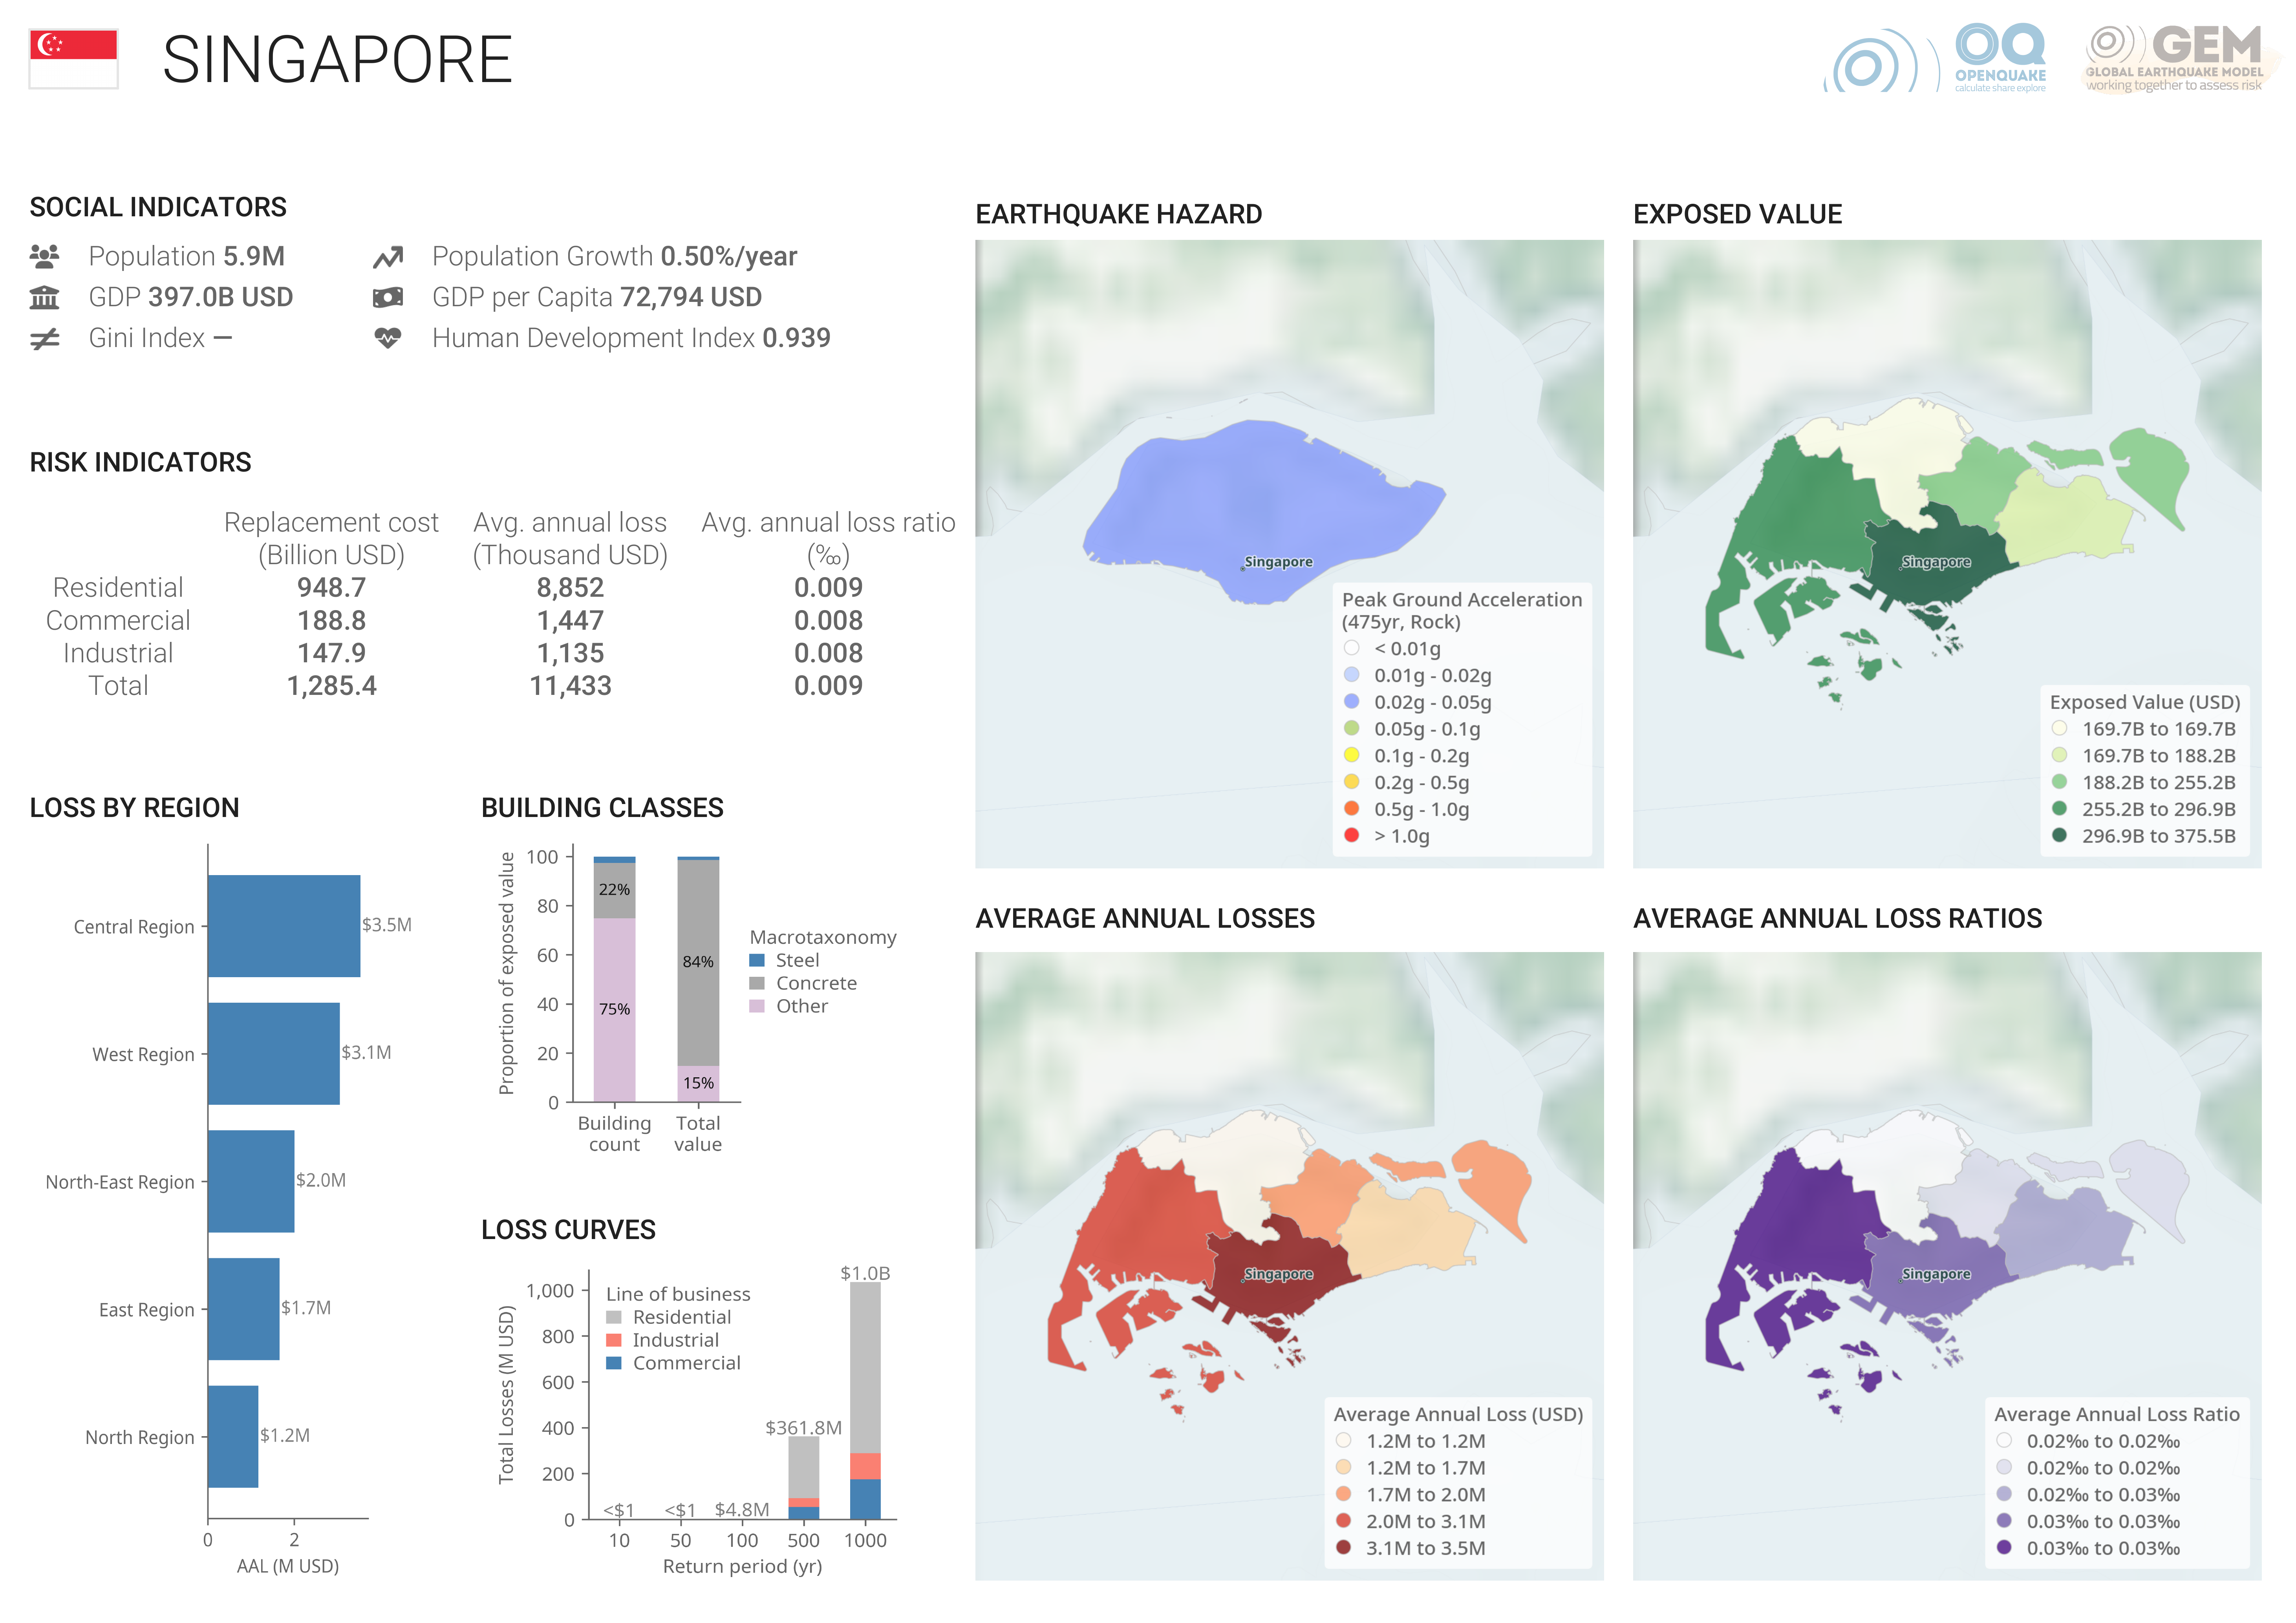 SINGAPORE
OQ
OPENQUAKE
calculate share explore
GEM
GLOBAL EARTHQUAKE MODEL
working together to assess risk
SOCIAL INDICATORS
Population 5.9M
Population Growth 0.50%/year
GDP 397.0B USD
GDP per Capita 72,794 USD
Gini Index —
Human Development Index 0.939
RISK INDICATORS
Replacement cost (Billion USD) Avg. annual loss (Thousand USD) Avg. annual loss ratio (‰)
Residential 948.7 8,852 0.009
Commercial 188.8 1,447 0.008
Industrial 147.9 1,135 0.008
Total 1,285.4 11,433 0.009
LOSS BY REGION
Central Region $3.5M
West Region $3.1M
North-East Region $2.0M
East Region $1.7M
North Region $1.2M
0 2
AAL (M USD)
BUILDING CLASSES
Proportion of exposed value
100
80
60
40
20
0
22%
75%
84%
15%
Building count
Total value
Macrotaxonomy
Steel
Concrete
Other
LOSS CURVES
Total Losses (M USD)
1,000
800
600
400
200
0
Line of business
Residential
Industrial
Commercial
<$1 <$1 $4.8M $361.8M $1.0B
10 50 100 500 1000
Return period (yr)
EARTHQUAKE HAZARD
Singapore
Peak Ground Acceleration
(475yr, Rock)
< 0.01g
0.01g - 0.02g
0.02g - 0.05g
0.05g - 0.1g
0.1g - 0.2g
0.2g - 0.5g
0.5g - 1.0g
> 1.0g
EXPOSED VALUE
Singapore
Exposed Value (USD)
169.7B to 169.7B
169.7B to 188.2B
188.2B to 255.2B
255.2B to 296.9B
296.9B to 375.5B
AVERAGE ANNUAL LOSSES
Singapore
Average Annual Loss (USD)
1.2M to 1.2M
1.2M to 1.7M
1.7M to 2.0M
2.0M to 3.1M
3.1M to 3.5M
AVERAGE ANNUAL LOSS RATIOS
Singapore
Average Annual Loss Ratio
0.02‰ to 0.02‰
0.02‰ to 0.02‰
0.02‰ to 0.03‰
0.03‰ to 0.03‰
0.03‰ to 0.03‰